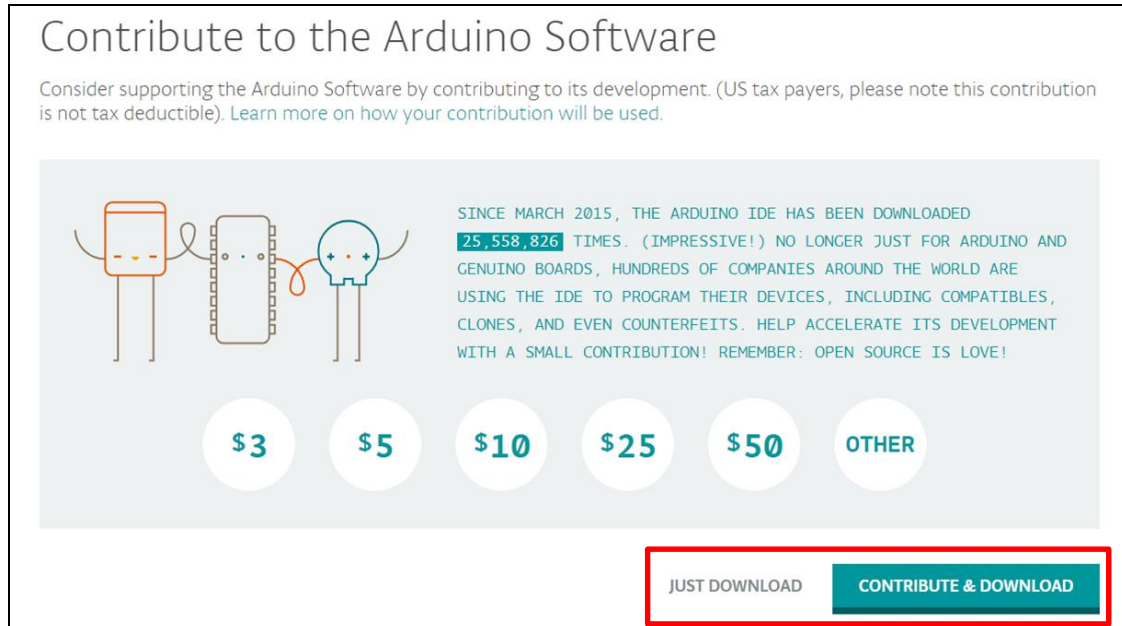 Contribute to the Arduino Software
Consider supporting the Arduino Software by contributing to its development. (US tax payers, please note this contribution
is not tax deductible). Learn more on how your contribution will be used.
SINCE MARCH 2015, THE ARDUINO IDE HAS BEEN DOWNLOADED
25,558,826 TIMES. (IMPRESSIVE!) NO LONGER JUST FOR ARDUINO AND
GENUINO BOARDS, HUNDREDS OF COMPANIES AROUND THE WORLD ARE
USING THE IDE TO PROGRAM THEIR DEVICES, INCLUDING COMPATIBLES,
CLONES, AND EVEN COUNTERFEITS. HELP ACCELERATE ITS DEVELOPMENT
WITH A SMALL CONTRIBUTION! REMEMBER: OPEN SOURCE IS LOVE!
$3 $5 $10 $25 $50 OTHER
JUST DOWNLOAD CONTRIBUTE & DOWNLOAD